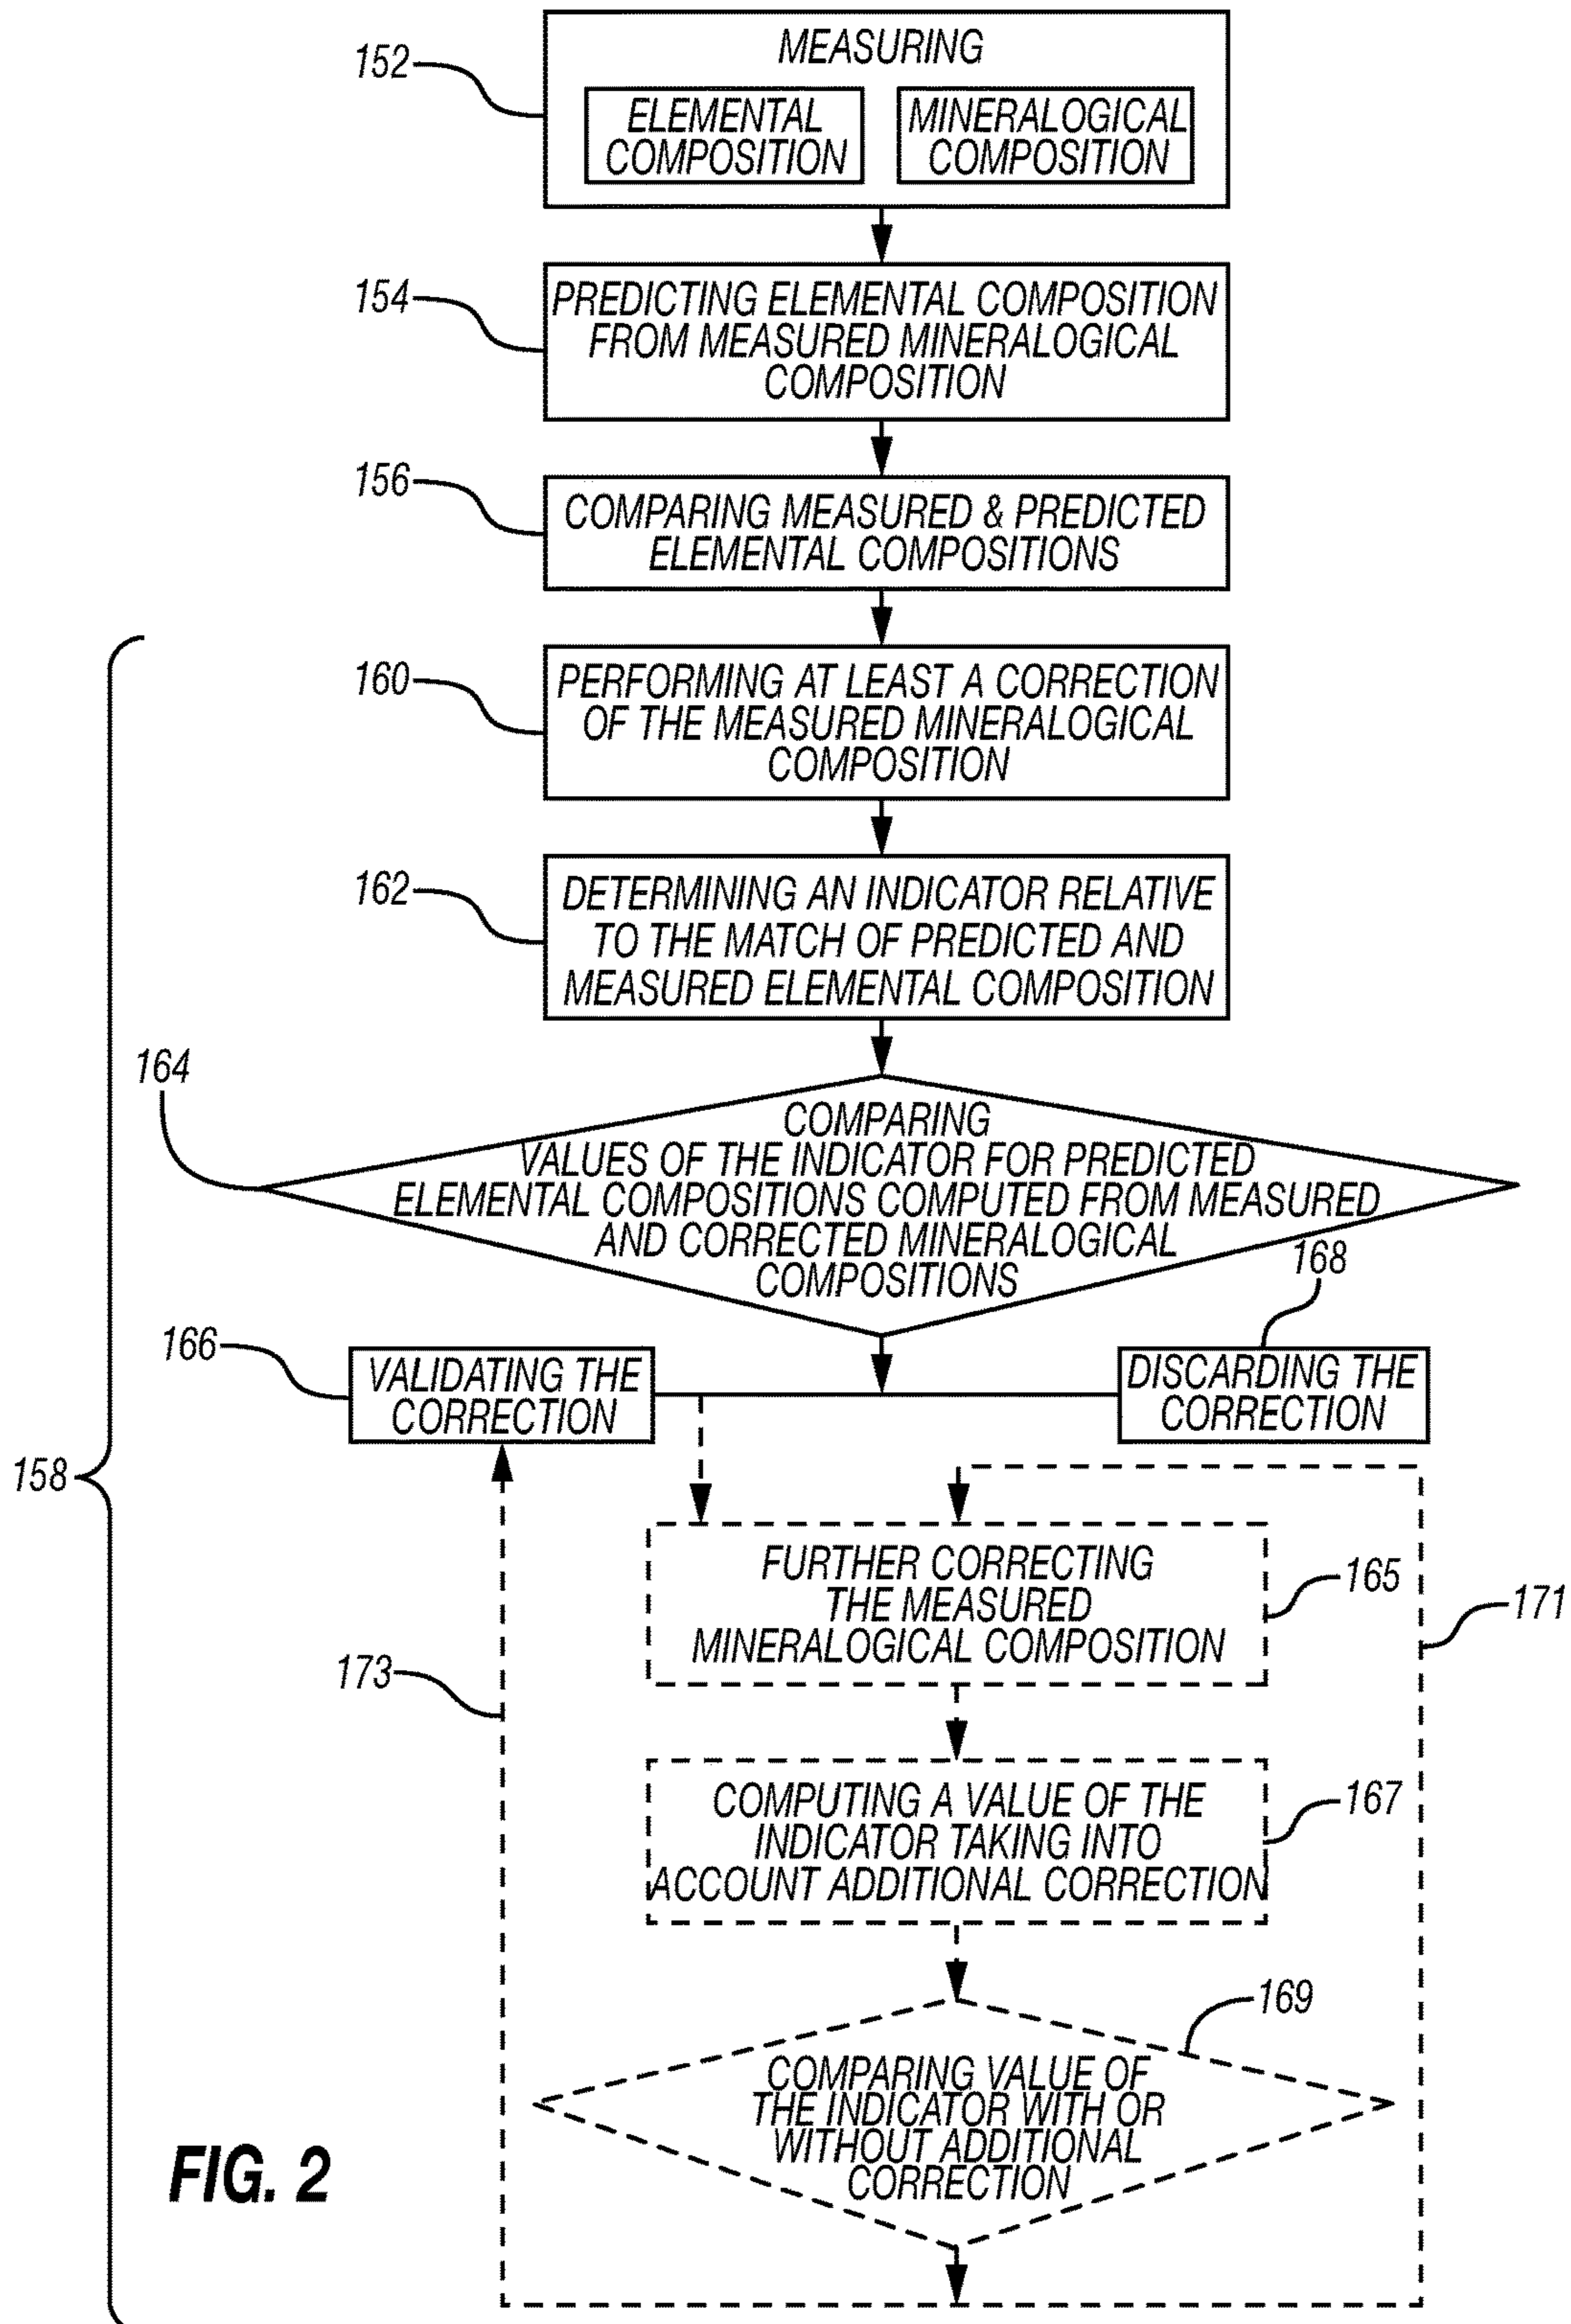 MEASURING
152
ELEMENTAL
COMPOSITION
MINERALOGICAL
COMPOSITION
154
PREDICTING ELEMENTAL COMPOSITION
FROM MEASURED MINERALOGICAL
COMPOSITION
156
COMPARING MEASURED & PREDICTED
ELEMENTAL COMPOSITIONS
160
PERFORMING AT LEAST A CORRECTION
OF THE MEASURED MINERALOGICAL
COMPOSITION
162
DETERMINING AN INDICATOR RELATIVE
TO THE MATCH OF PREDICTED AND
MEASURED ELEMENTAL COMPOSITION
164
COMPARING
VALUES OF THE INDICATOR FOR PREDICTED
ELEMENTAL COMPOSITIONS COMPUTED FROM MEASURED
AND CORRECTED MINERALOGICAL
COMPOSITIONS
168
166
VALIDATING THE
CORRECTION
DISCARDING THE
CORRECTION
158
FURTHER CORRECTING
THE MEASURED
MINERALOGICAL COMPOSITION
165
171
173
COMPUTING A VALUE OF THE
INDICATOR TAKING INTO
ACCOUNT ADDITIONAL CORRECTION
167
169
COMPARING VALUE OF
THE INDICATOR WITH OR
WITHOUT ADDITIONAL
CORRECTION
FIG. 2